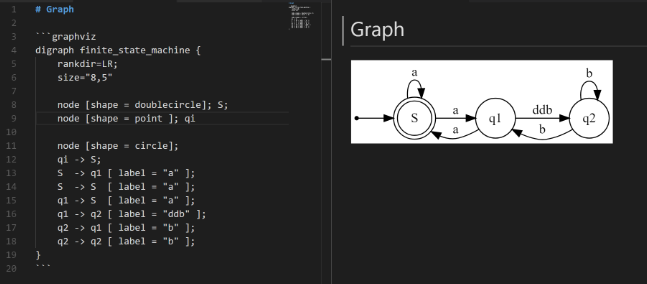 1 # Graph
2
3 ```graphviz
4 digraph finite_state_machine {
5 rankdir=LR;
6 size="8,5"
7
8 node [shape = doublecircle]; S;
9 node [shape = point ]; qi
10
11 node [shape = circle];
12 qi -> S;
13 S -> q1 [ label = "a" ];
14 S -> S [ label = "a" ];
15 q1 -> S [ label = "a" ];
16 q1 -> q2 [ label = "ddb" ];
17 q2 -> q1 [ label = "b" ];
18 q2 -> q2 [ label = "b" ];
19 }
20 ```
Graph
a
b
S
a
q1
ddb
q2
a
b